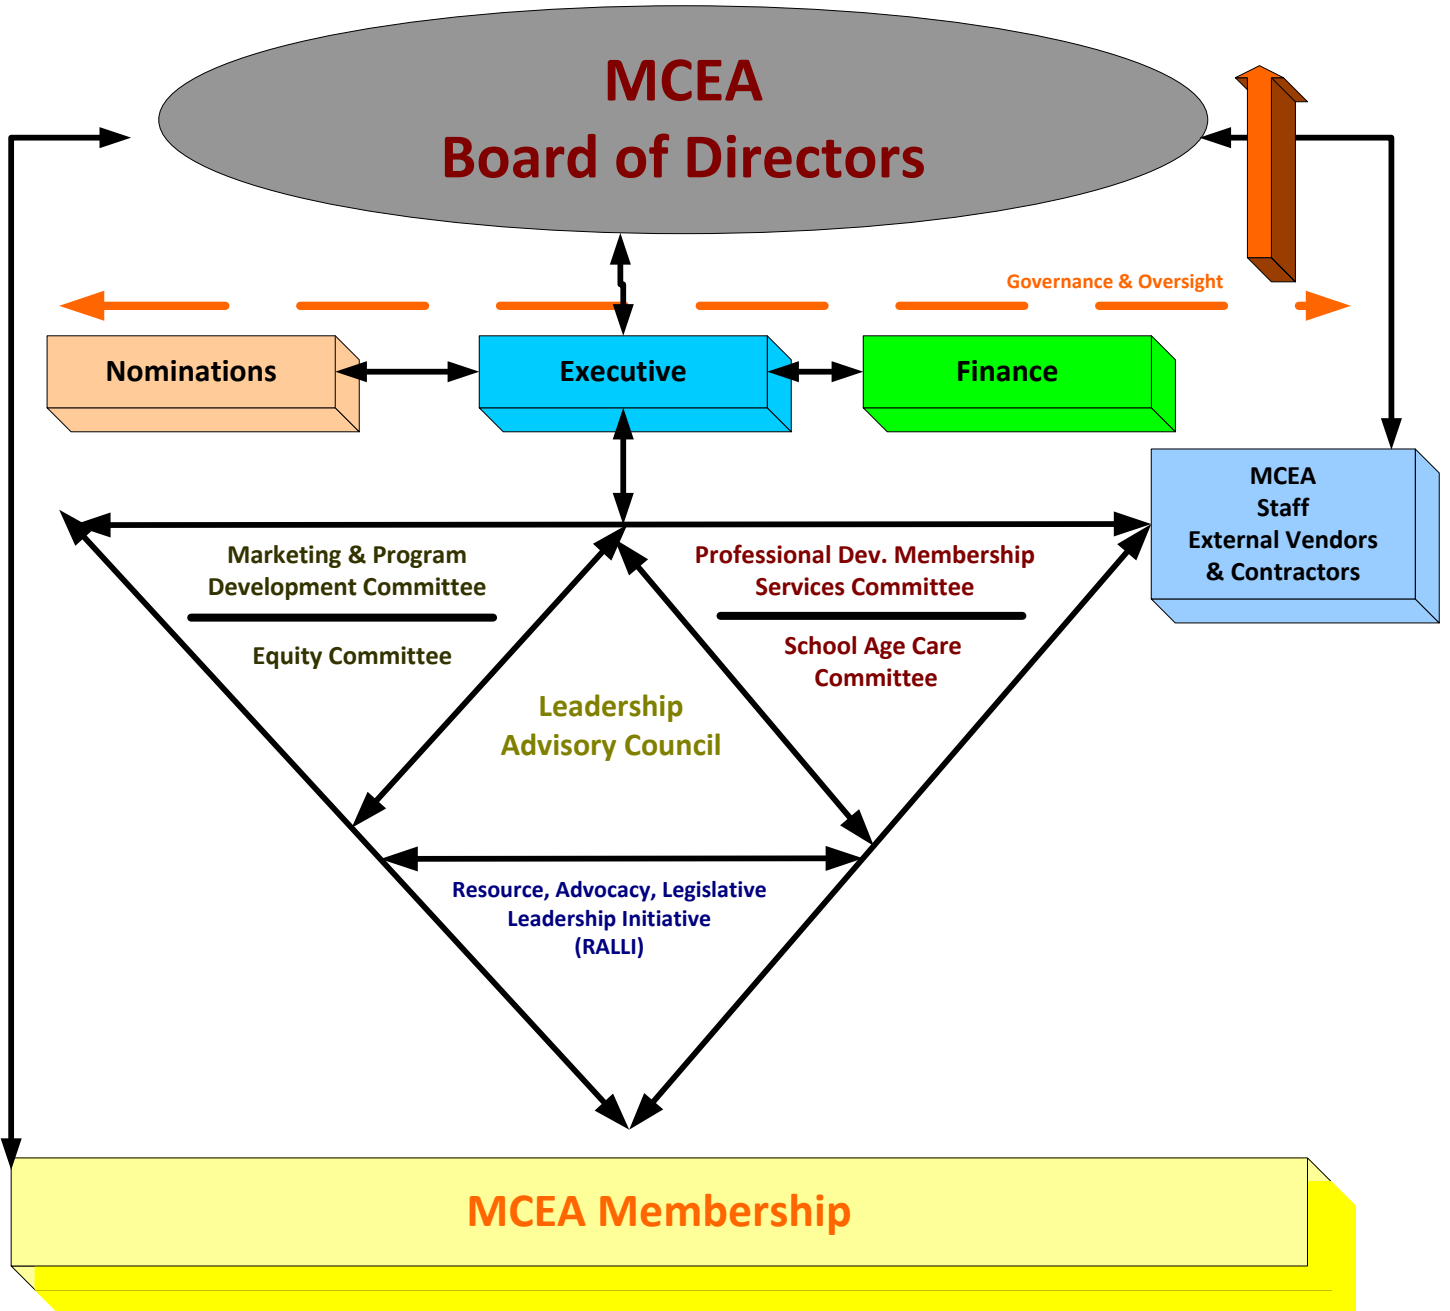 MCEA
Board of Directors
Governance & Oversight
Nominations
Executive
Finance
MCEA
Staff
External Vendors
& Contractors
Marketing & Program
Development Committee
Equity Committee
Professional Dev. Membership
Services Committee
School Age Care
Committee
Leadership
Advisory Council
Resource, Advocacy, Legislative
Leadership Initiative
(RALLI)
MCEA Membership